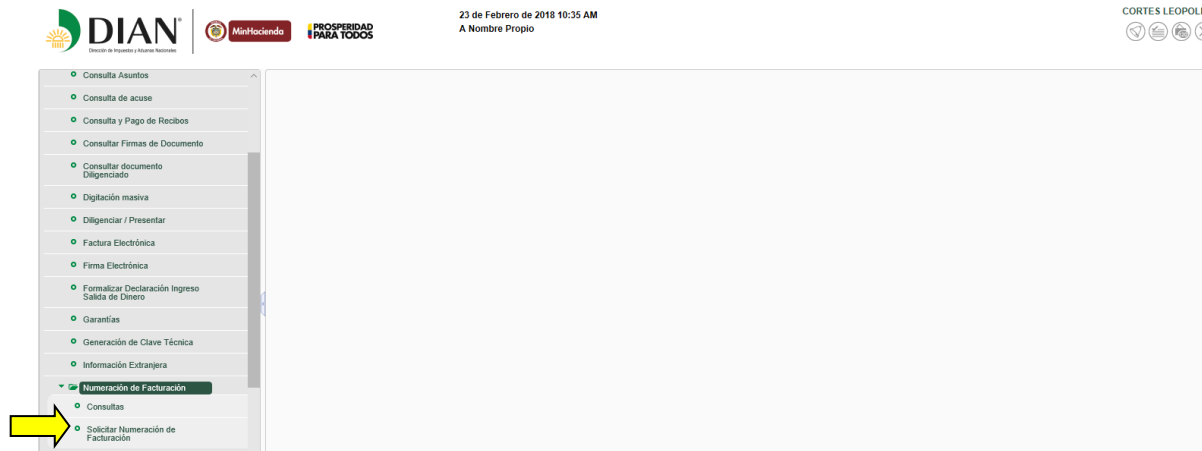 DIAN
Dirección de Impuestos y Aduanas Nacionales
MinHacienda
PROSPERIDAD
PARA TODOS
23 de Febrero de 2018 10:35 AM
A Nombre Propio
CORTES LEOPOL
Consulta Asuntos
Consulta de acuse
Consulta y Pago de Recibos
Consultar Firmas de Documento
Consultar documento
Diligenciado
Digitación masiva
Diligenciar / Presentar
Factura Electrónica
Firma Electrónica
Formalizar Declaración Ingreso
Salida de Dinero
Garantías
Generación de Clave Técnica
Información Extranjera
Numeración de Facturación
Consultas
Solicitar Numeración de
Facturación